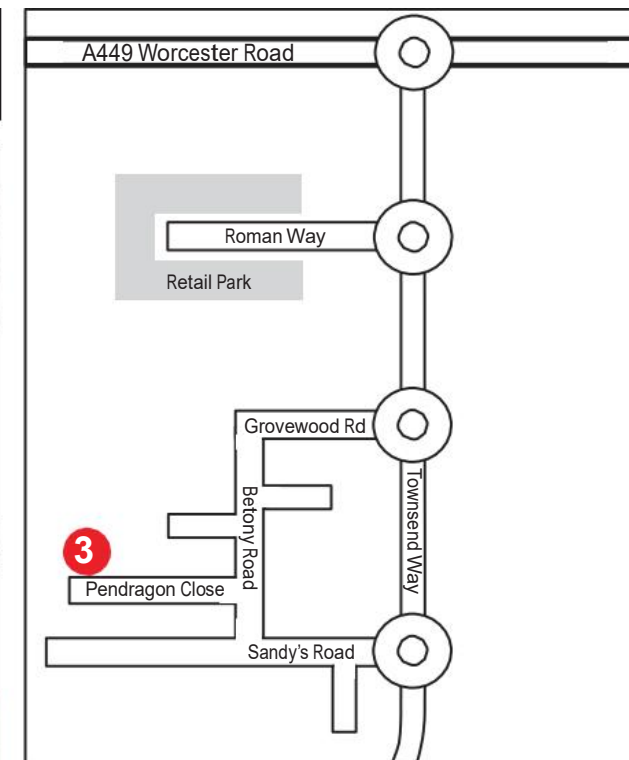 A449 Worcester Road
Roman Way
Retail Park
Grovewood Rd
Betony Road
Townsend Way
3
Pendragon Close
Sandy's Road